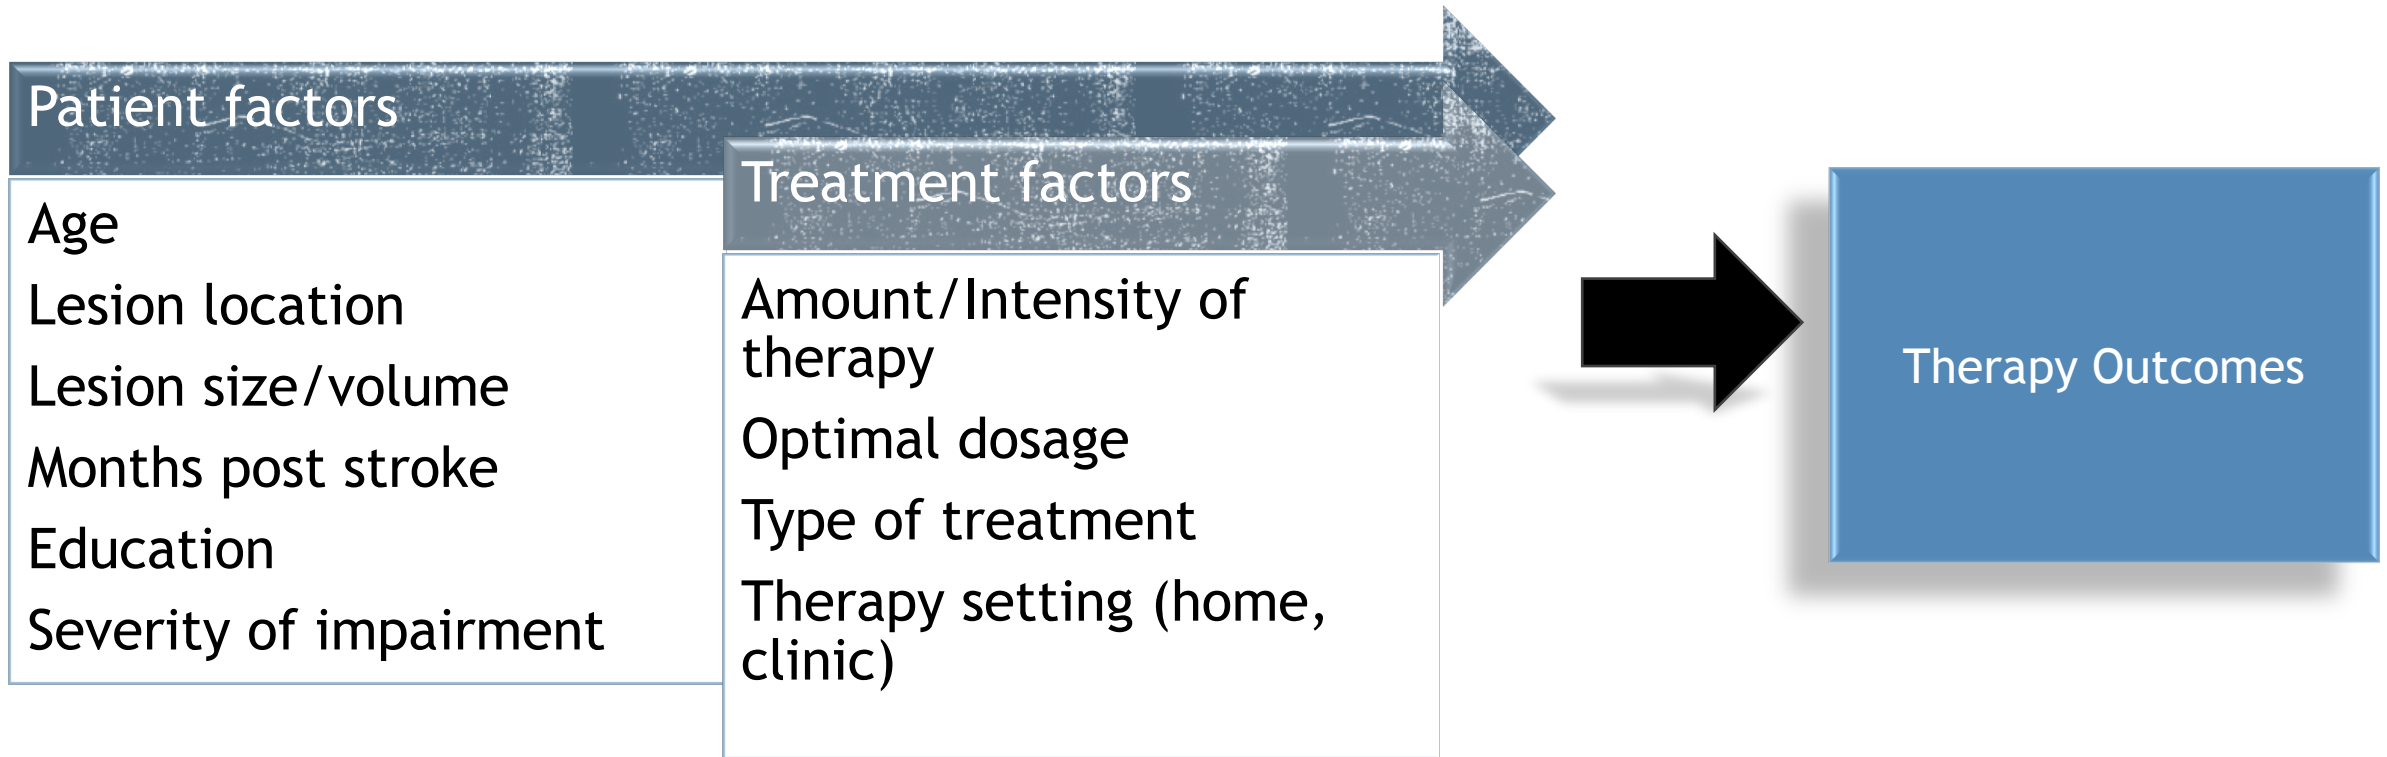 Patient factors
Age
Lesion location
Lesion size/volume
Months post stroke
Education
Severity of impairment
Treatment factors
Amount/Intensity of
therapy
Optimal dosage
Type of treatment
Therapy setting (home,
clinic)
Therapy Outcomes